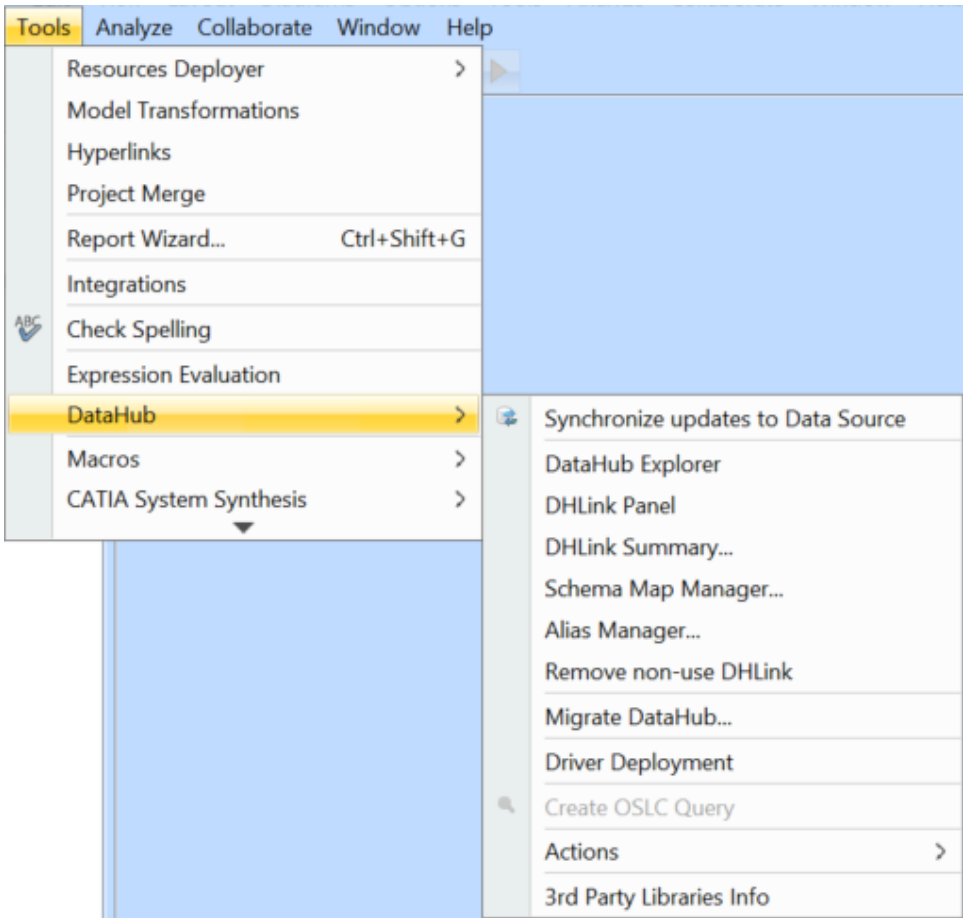 Tools Analyze Collaborate Window Help
Resources Deployer
Model Transformations
Hyperlinks
Project Merge
Report Wizard... Ctrl+Shift+G
Integrations
ABC Check Spelling
Expression Evaluation
DataHub
Macros
CATIA System Synthesis
Synchronize updates to Data Source
DataHub Explorer
DHLink Panel
DHLink Summary...
Schema Map Manager...
Alias Manager...
Remove non-use DHLink
Migrate DataHub...
Driver Deployment
Create OSLC Query
Actions
3rd Party Libraries Info